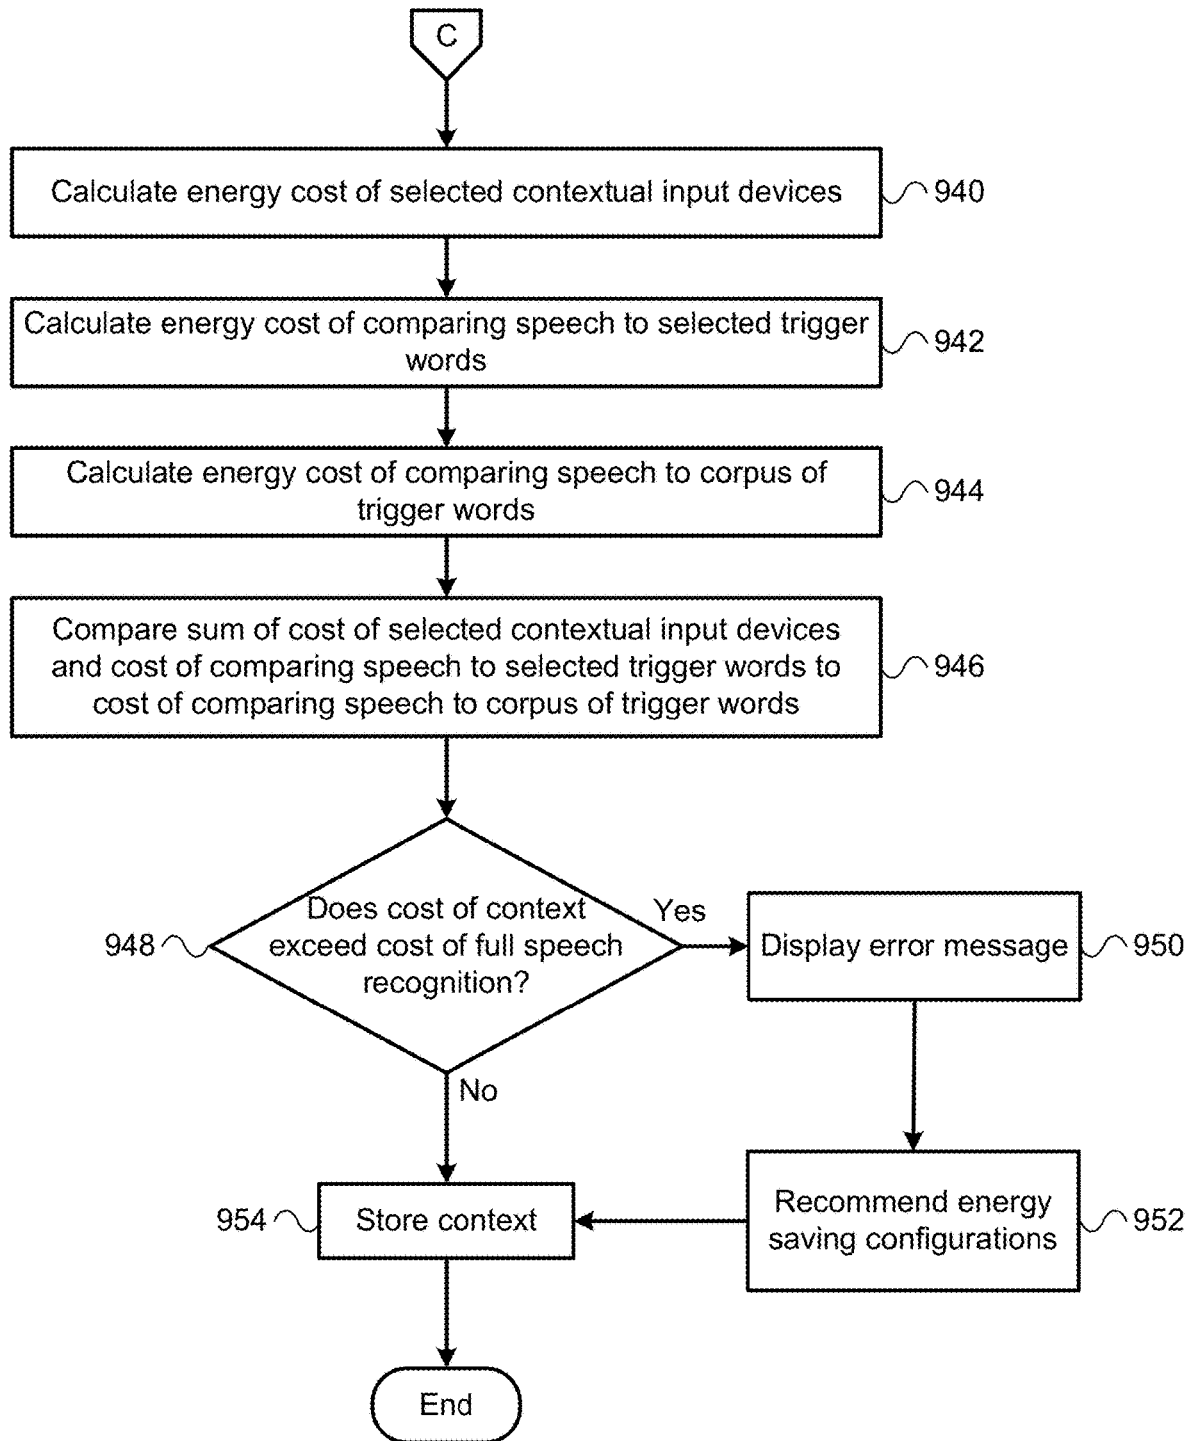 C
Calculate energy cost of selected contextual input devices
940
Calculate energy cost of comparing speech to selected trigger
words
942
Calculate energy cost of comparing speech to corpus of
trigger words
944
Compare sum of cost of selected contextual input devices
and cost of comparing speech to selected trigger words to
cost of comparing speech to corpus of trigger words
946
948
Does cost of context
exceed cost of full speech
recognition?
Yes
Display error message
950
No
954
Store context
Recommend energy
saving configurations
952
End